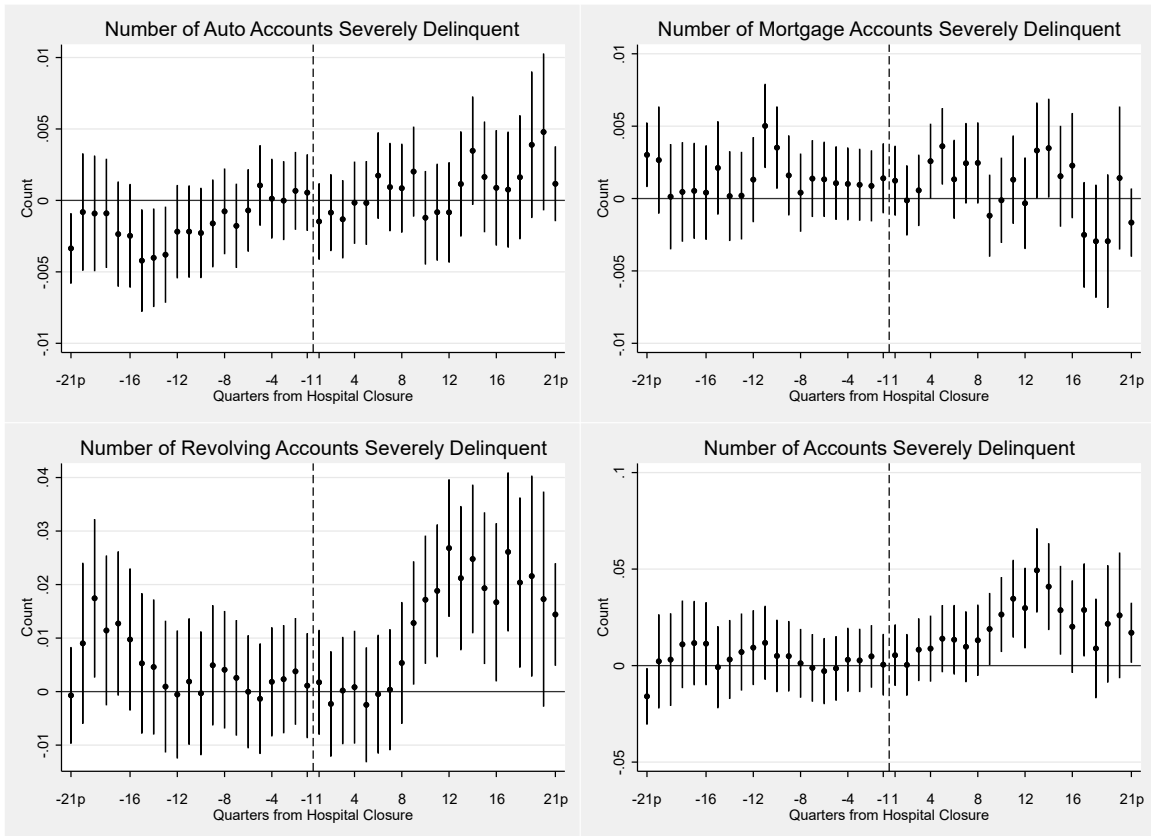 Number of Auto Accounts Severely Delinquent
.01
.005
0
-.005
-.01
Count
-21p -16 -12 -8 -4 -1 1 4 8 12 16 21p
Quarters from Hospital Closure
Number of Mortgage Accounts Severely Delinquent
.01
.005
0
-.005
-.01
Count
-21p -16 -12 -8 -4 -1 1 4 8 12 16 21p
Quarters from Hospital Closure
Number of Revolving Accounts Severely Delinquent
.04
.03
.02
.01
0
-.01
Count
-21p -16 -12 -8 -4 -1 1 4 8 12 16 21p
Quarters from Hospital Closure
Number of Accounts Severely Delinquent
.1
.05
0
-.05
Count
-21p -16 -12 -8 -4 -1 1 4 8 12 16 21p
Quarters from Hospital Closure